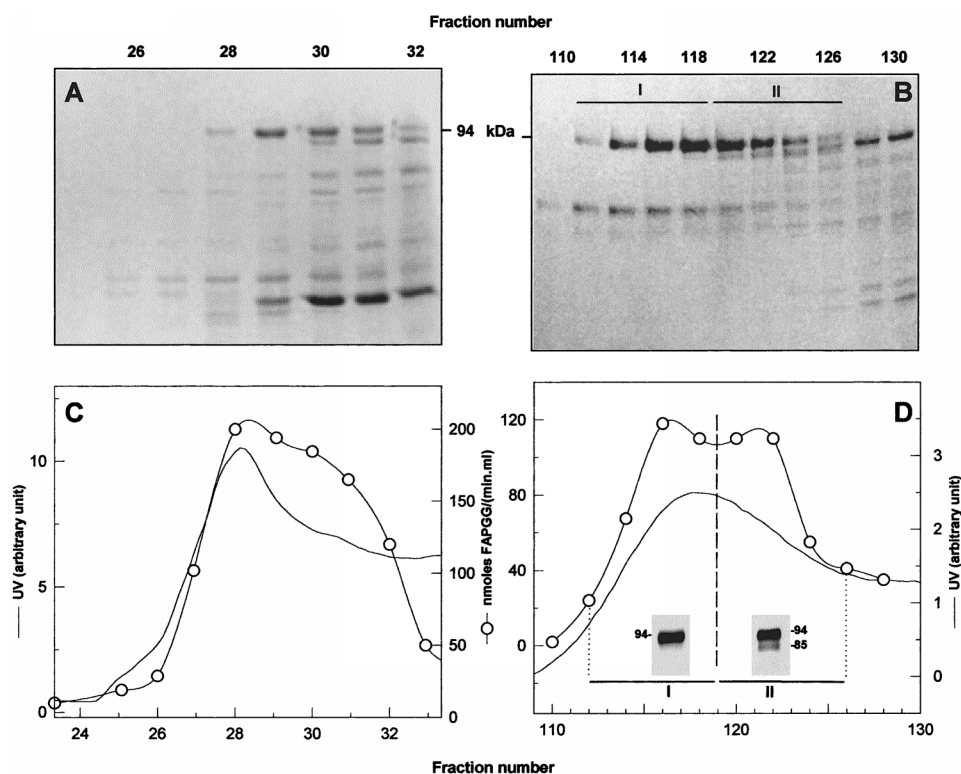 Fraction number
26 28 30 32
110 114 118 122 126 130
A
94 kDa
B
I II
C
10
5
0
UV (arbitrary unit)
200
150
100
50
0
nmoles FAPGG/(min.ml)
24 26 28 30 32
D
120
80
40
0
3
2
1
0
UV (arbitrary unit)
94-
-94
-85
I II
110 120 130
Fraction number